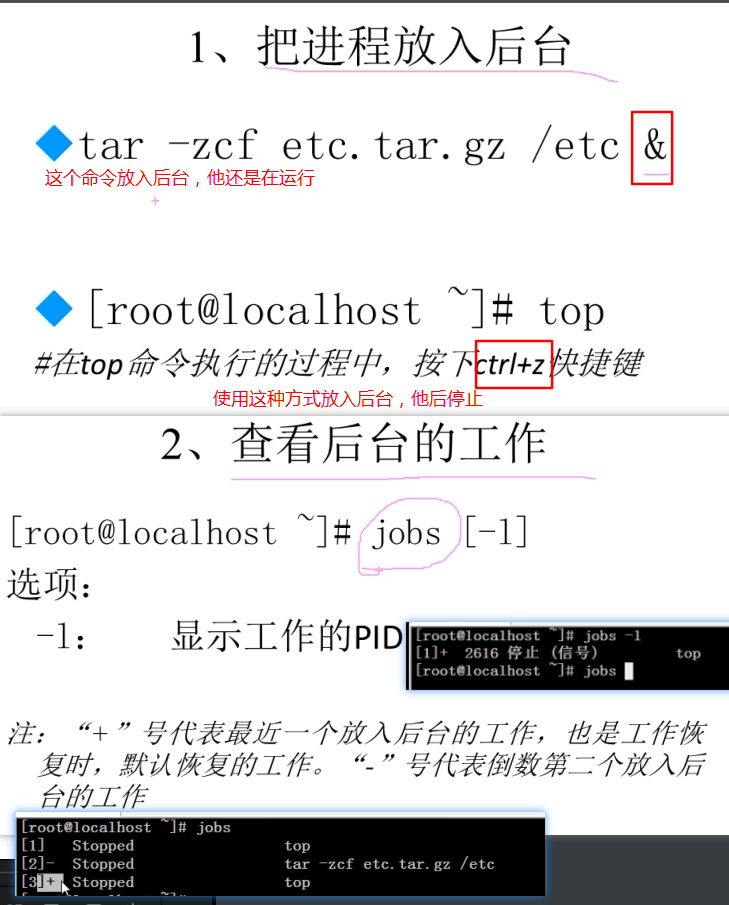 1、把进程放入后台
tar -zcf etc.tar.gz /etc &
这个命令放入后台，他还是在运行
[root@localhost ~]# top
#在top命令执行的过程中，按下ctrl+z快捷键
使用这种方式放入后台，他后停止
2、查看后台的工作
[root@localhost ~]# jobs [-l]
选项：
-l： 显示工作的PID
[root@localhost ~]# jobs -l
[1]+ 2616 停止 (信号) top
[root@localhost ~]# jobs
注：“+”号代表最近一个放入后台的工作，也是工作恢
复时，默认恢复的工作。“-”号代表倒数第二个放入后
台的工作
[root@localhost ~]# jobs
[1] Stopped top
[2]- Stopped tar -zcf etc.tar.gz /etc
[3]+ Stopped top